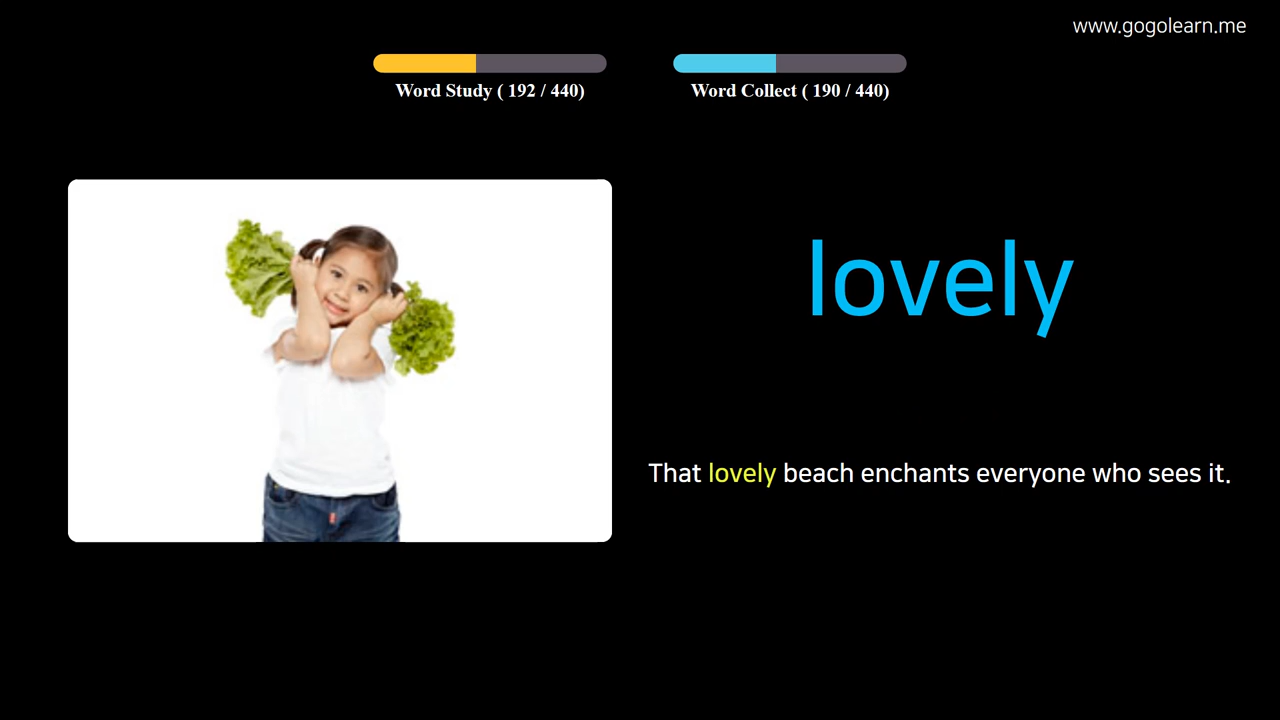 www.gogolearn.me
Word Study ( 192 / 440)
Word Collect ( 190 / 440)
lovely
That lovely beach enchants everyone who sees it.